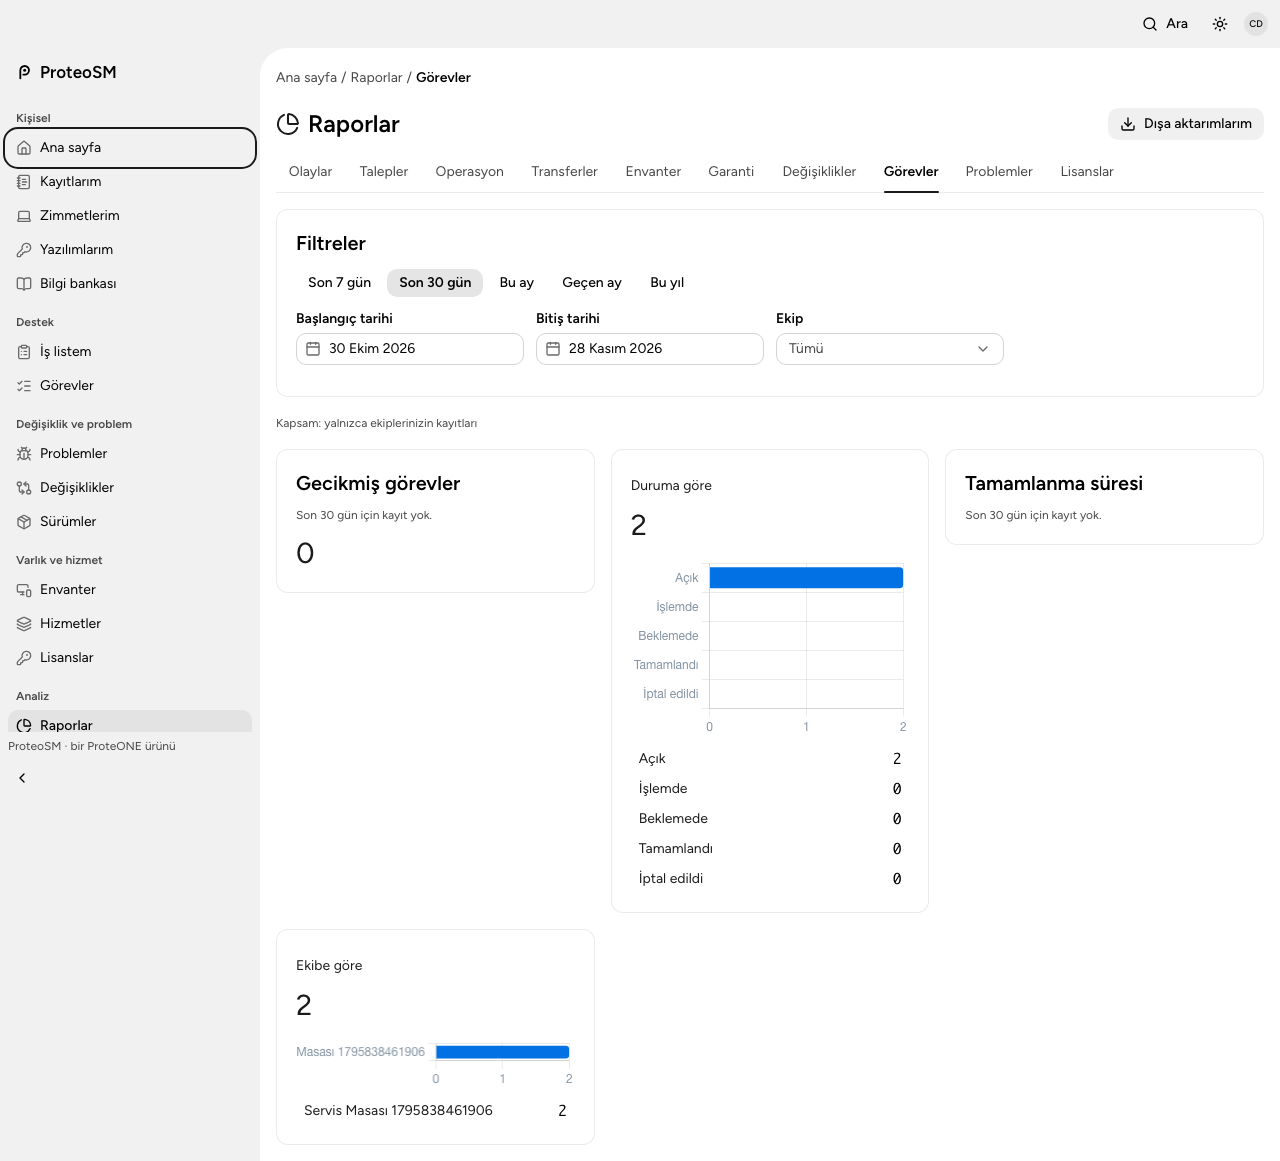 Ara
CD
ProteoSM
Kişisel
Ana sayfa
Kayıtlarım
Zimmetlerim
Yazılımlarım
Bilgi bankası
Destek
İş listem
Görevler
Değişiklik ve problem
Problemler
Değişiklikler
Sürümler
Varlık ve hizmet
Envanter
Hizmetler
Lisanslar
Analiz
Raporlar
ProteoSM · bir ProteONE ürünü
Ana sayfa / Raporlar / Görevler
Raporlar
Dışa aktarımlarım
Olaylar Talepler Operasyon Transferler Envanter Garanti Değişiklikler Görevler Problemler Lisanslar
Filtreler
Son 7 gün Son 30 gün Bu ay Geçen ay Bu yıl
Başlangıç tarihi Bitiş tarihi Ekip
30 Ekim 2026 28 Kasım 2026 Tümü
Kapsam: yalnızca ekiplerinizin kayıtları
Gecikmiş görevler
Son 30 gün için kayıt yok.
0
Duruma göre
2
Açık
İşlemde
Beklemede
Tamamlandı
İptal edildi
0 1 2
Açık 2
İşlemde 0
Beklemede 0
Tamamlandı 0
İptal edildi 0
Tamamlanma süresi
Son 30 gün için kayıt yok.
Ekibe göre
2
Masası 1795838461906
0 1 2
Servis Masası 1795838461906 2